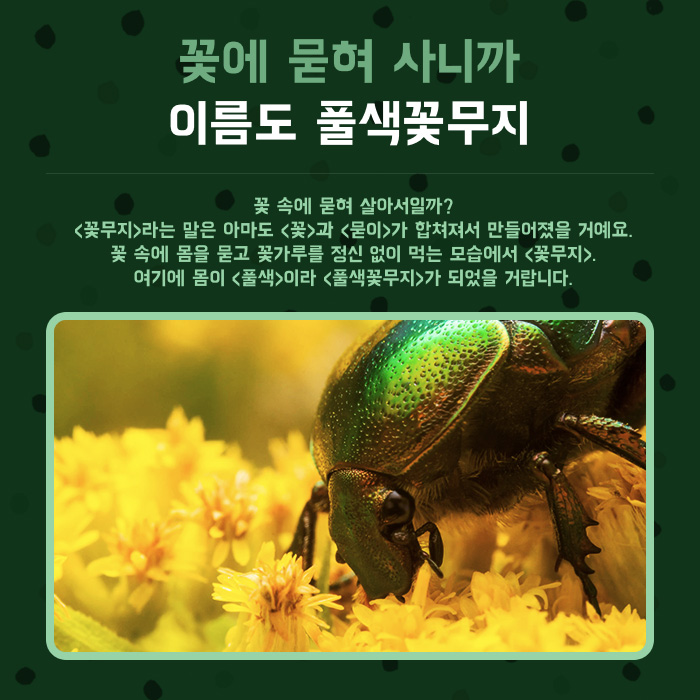 꽃에 묻혀 사니까
이름도 풀색꽃무지
꽃 속에 묻혀 살아서일까?
<꽃무지>라는 말은 아마도 <꽃>과 <묻이>가 합쳐져서 만들어졌을 거예요.
꽃 속에 몸을 묻고 꽃가루를 정신 없이 먹는 모습에서 <꽃무지>.
여기에 몸이 <풀색>이라 <풀색꽃무지>가 되었을 거랍니다.